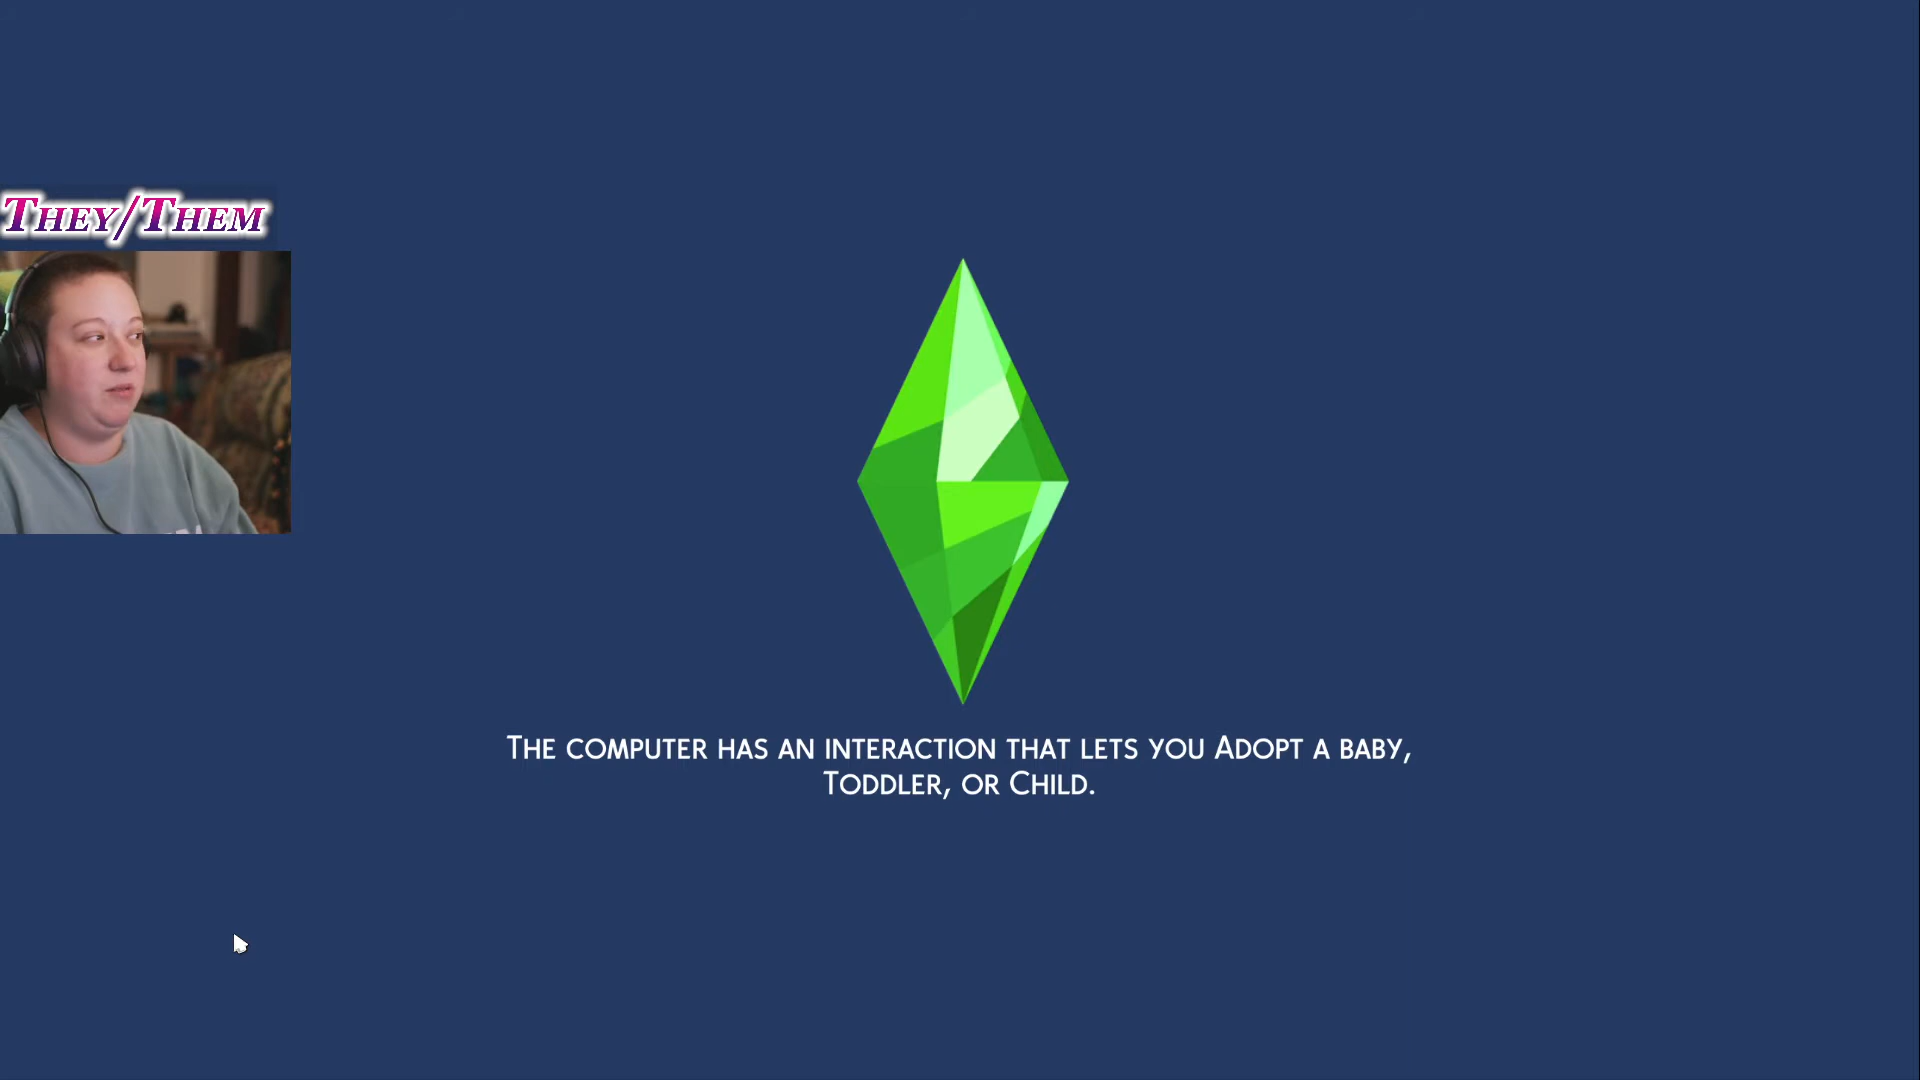 They/Them
The computer has an interaction that lets you Adopt a baby,
Toddler, or Child.